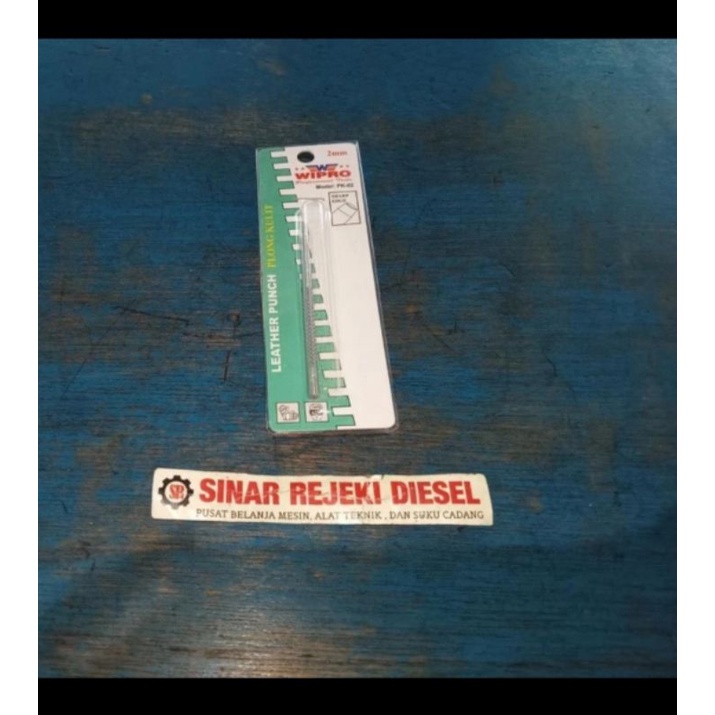 2mm
WIPRO
Model: PK-02
LEATHER PUNCH PLONG KULIT
SR SINAR REJEKI DIESEL
PUSAT BELANJA MESIN, ALAT TEKNIK, DAN SUKU CADANG